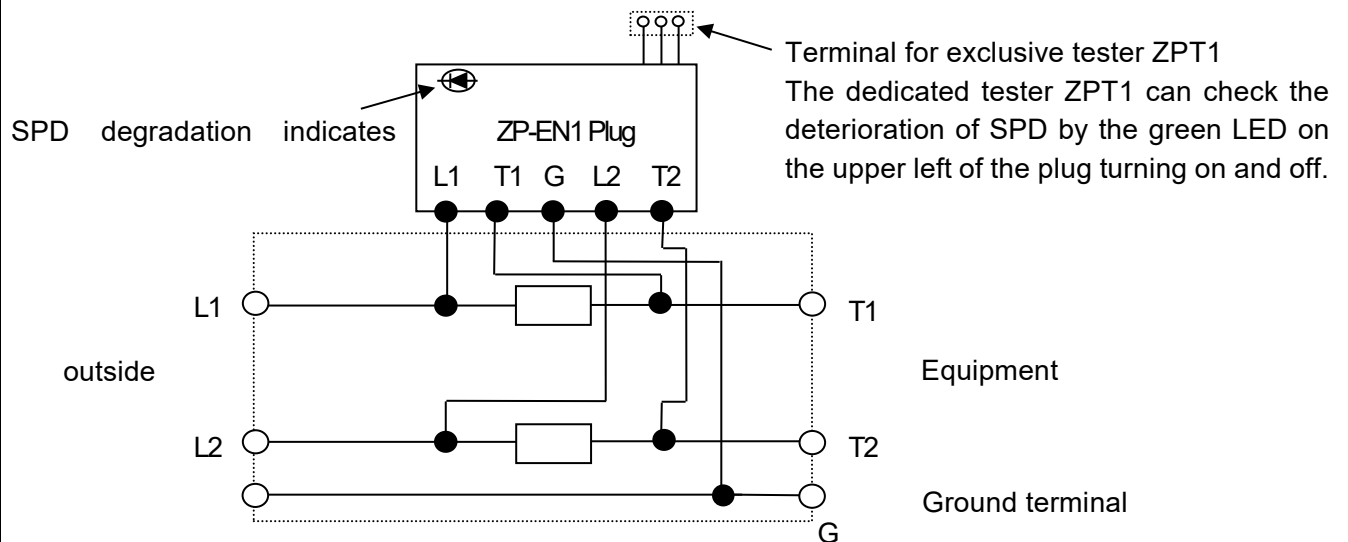 Terminal for exclusive tester ZPT1
The dedicated tester ZPT1 can check the
deterioration of SPD by the green LED on
the upper left of the plug turning on and off.
SPD degradation indicates
ZP-EN1 Plug
L1 T1 G L2 T2
L1
T1
outside
Equipment
L2
T2
Ground terminal
G